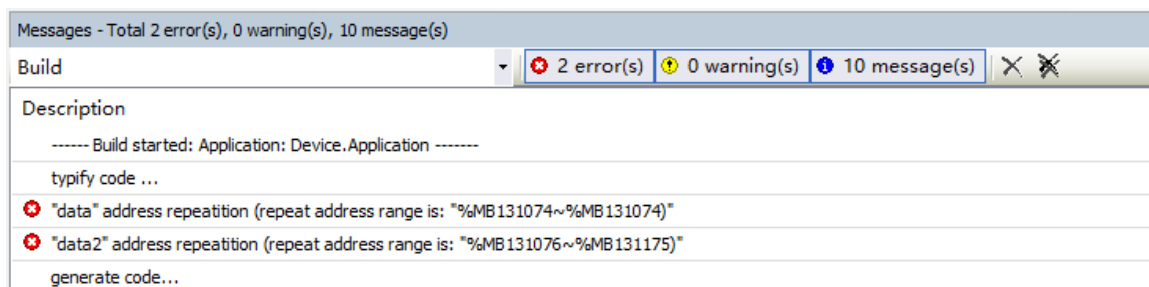 Messages - Total 2 error(s), 0 warning(s), 10 message(s)
Build 2 error(s) 0 warning(s) 10 message(s)
Description
------ Build started: Application: Device.Application -------
typify code ...
"data" address repeatition (repeat address range is: "%MB131074~%MB131074)"
"data2" address repeatition (repeat address range is: "%MB131076~%MB131175)"
generate code...